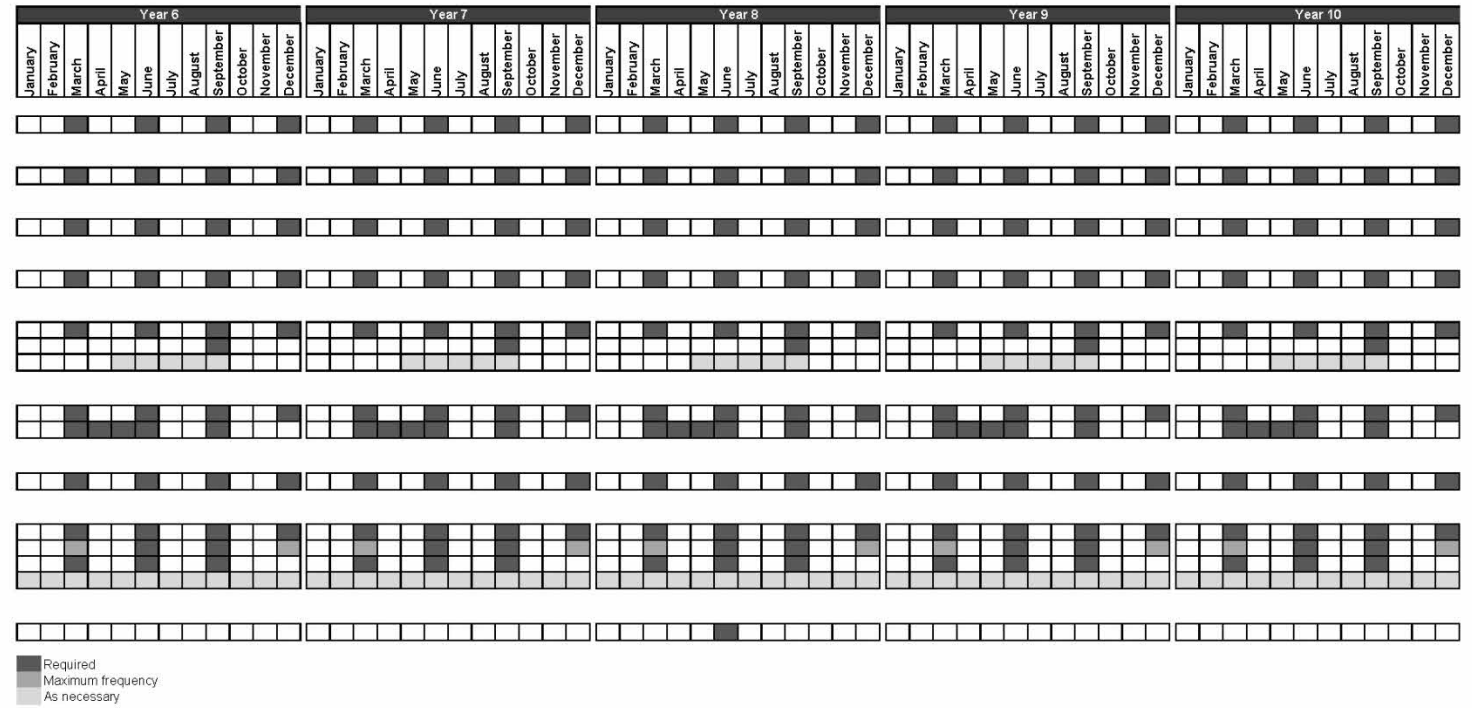 Year 6 Year 7 Year 8 Year 9 Year 10
January February March April May June July August September October November December January February March April May June July August September October November December January February March April May June July August September October November December January February March April May June July August September October November December January February March April May June July August September October November December
Required
Maximum frequency
As necessary